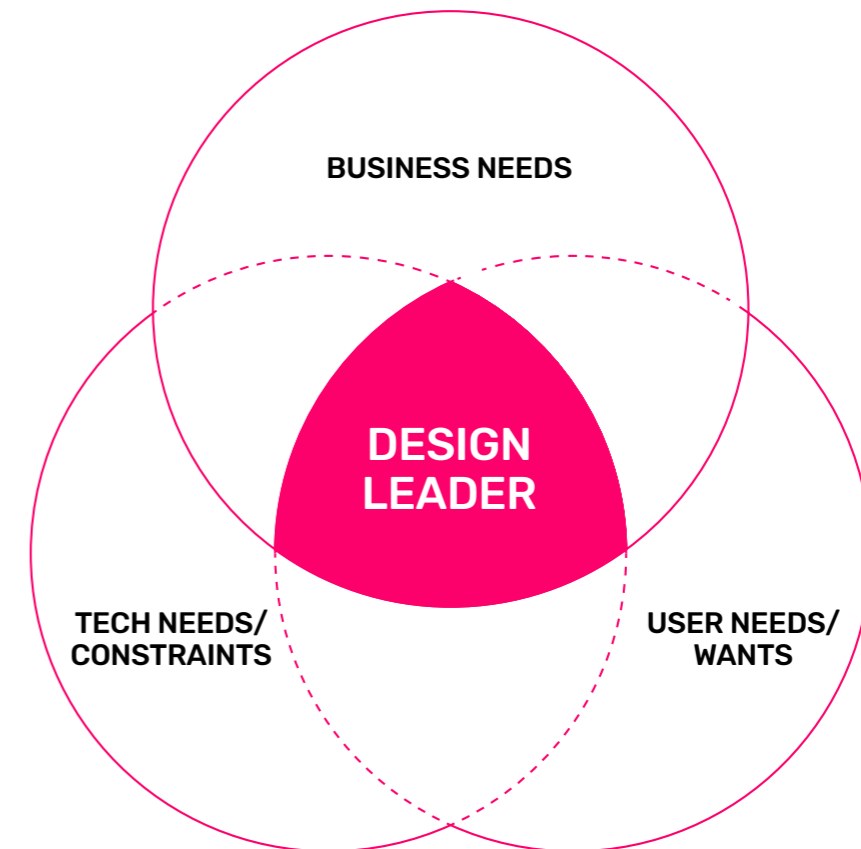 BUSINESS NEEDS
DESIGN
LEADER
TECH NEEDS/
CONSTRAINTS
USER NEEDS/
WANTS